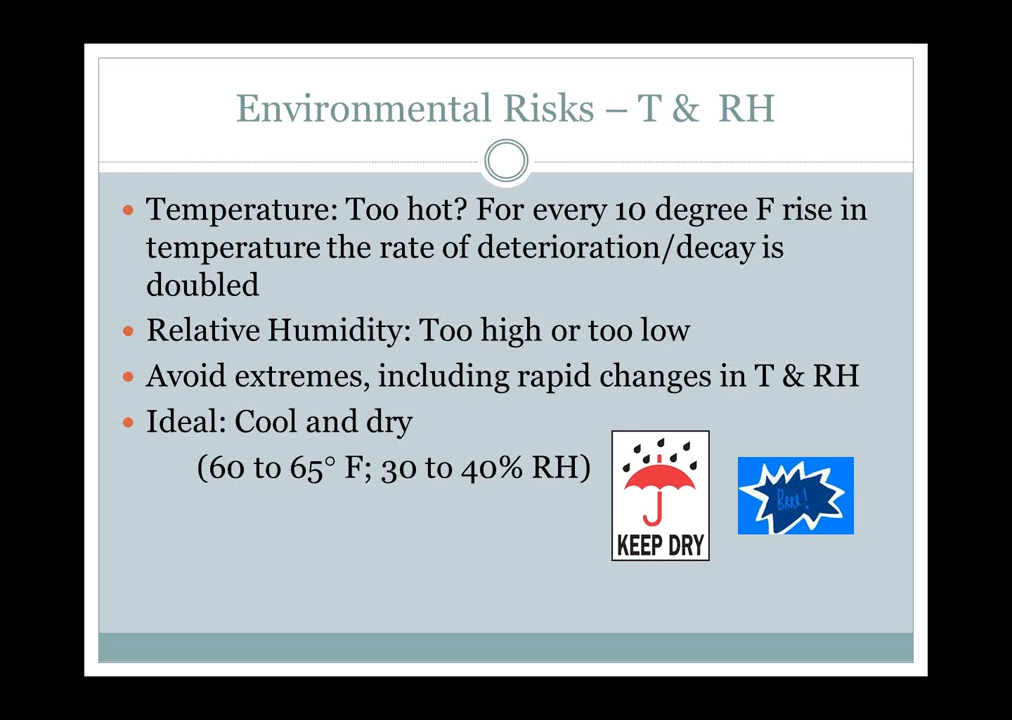 Environmental Risks – T & RH
Temperature: Too hot? For every 10 degree F rise in
temperature the rate of deterioration/decay is
doubled
Relative Humidity: Too high or too low
Avoid extremes, including rapid changes in T & RH
Ideal: Cool and dry
(60 to 65° F; 30 to 40% RH)
KEEP DRY
BRRR!